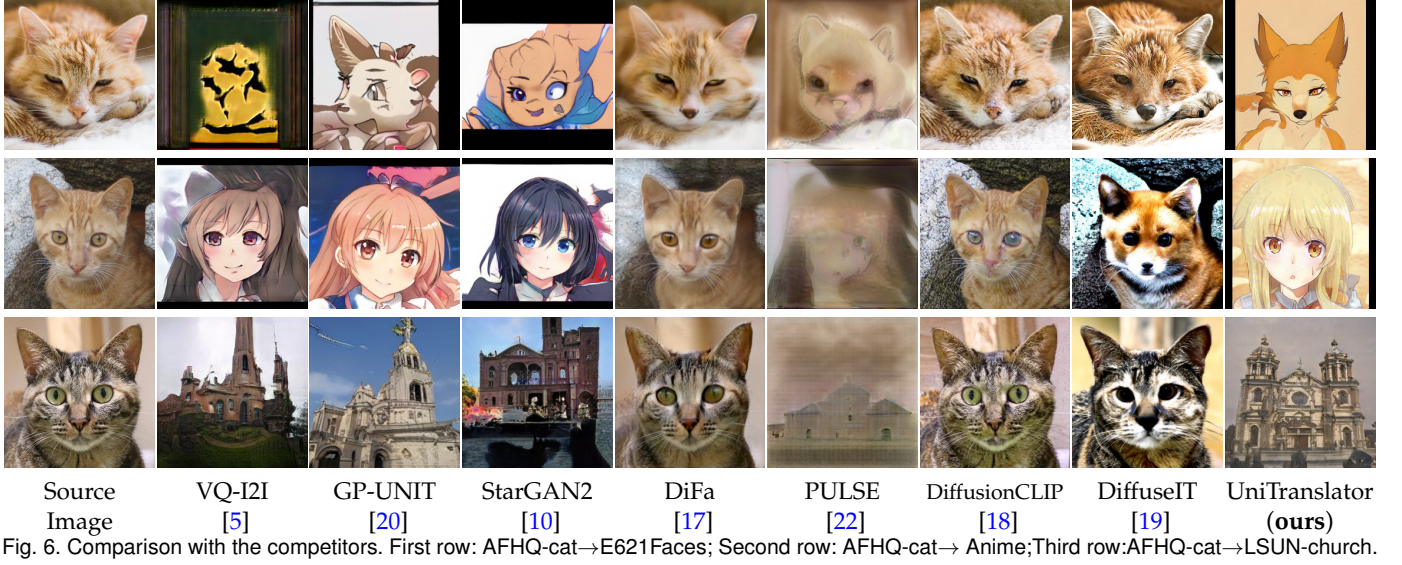 Source VQ-I2I GP-UNIT StarGAN2 DiFa PULSE DiffusionCLIP DiffuseIT UniTranslator
Image [5] [20] [10] [17] [22] [18] [19] (ours)
Fig. 6. Comparison with the competitors. First row: AFHQ-cat→E621Faces; Second row: AFHQ-cat→ Anime;Third row:AFHQ-cat→LSUN-church.